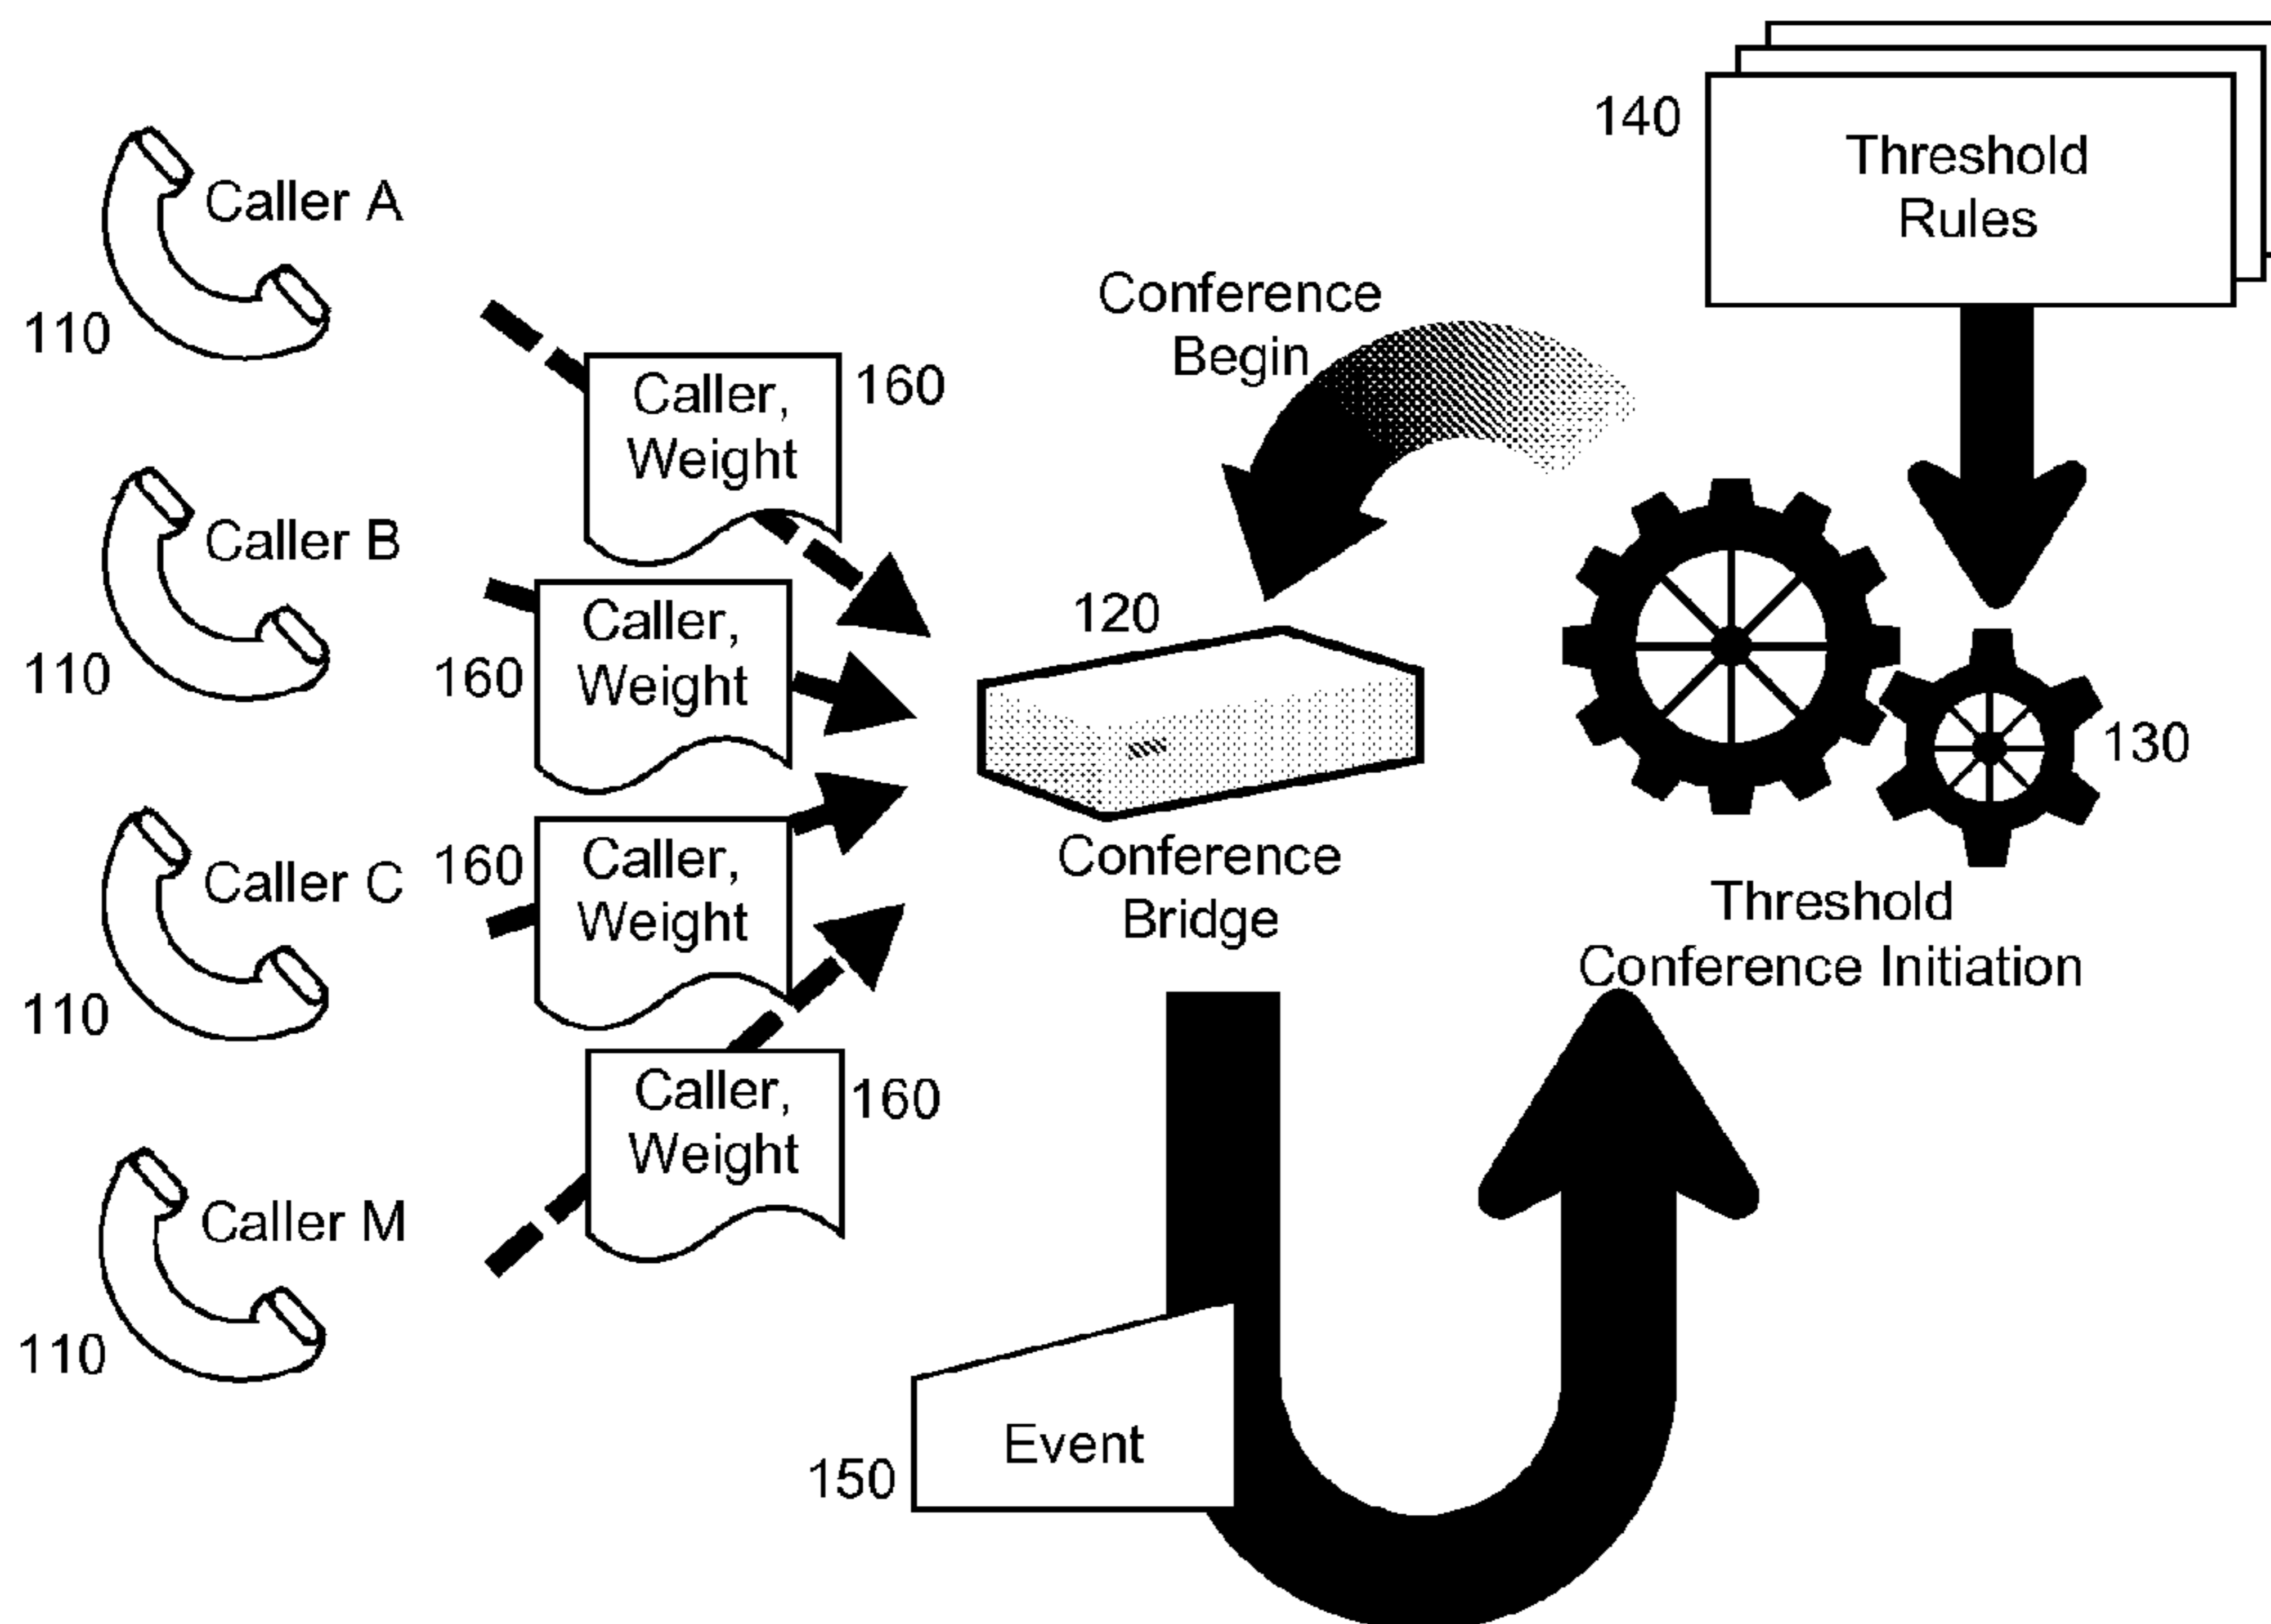 140
Threshold
Rules
Caller A
110
Conference
Begin
Caller,
Weight
160
Caller B
110
160
Caller,
Weight
120
130
Caller C
110
160
Caller,
Weight
Conference
Bridge
Threshold
Conference Initiation
Caller,
Weight
160
Caller M
110
Event
150